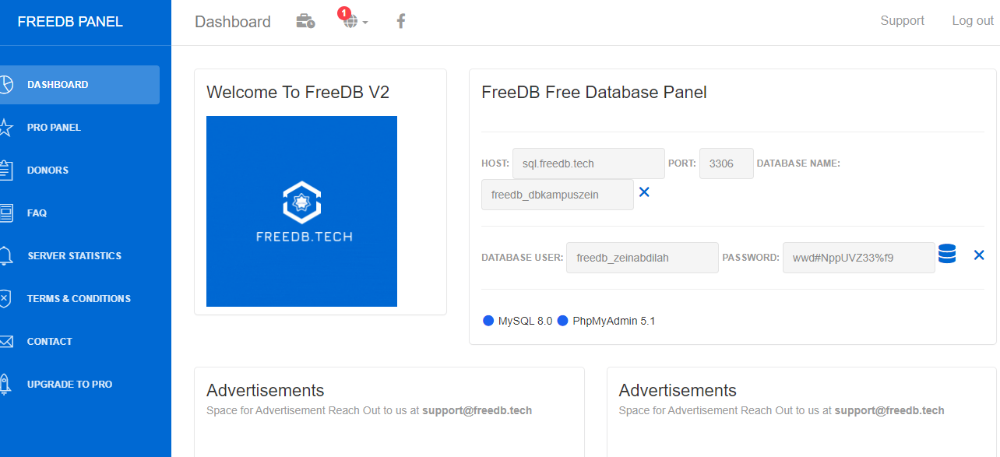 FREEDB PANEL
Dashboard
1
Support
Log out
DASHBOARD
PRO PANEL
DONORS
FAQ
SERVER STATISTICS
TERMS & CONDITIONS
CONTACT
UPGRADE TO PRO
Welcome To FreeDB V2
FREEDB.TECH
FreeDB Free Database Panel
HOST: sql.freedb.tech PORT: 3306 DATABASE NAME:
freedb_dbkampuszein
DATABASE USER: freedb_zeinabdilah PASSWORD: wwd#NppUVZ33%f9
MySQL 8.0 PhpMyAdmin 5.1
Advertisements
Space for Advertisement Reach Out to us at support@freedb.tech
Advertisements
Space for Advertisement Reach Out to us at support@freedb.tech